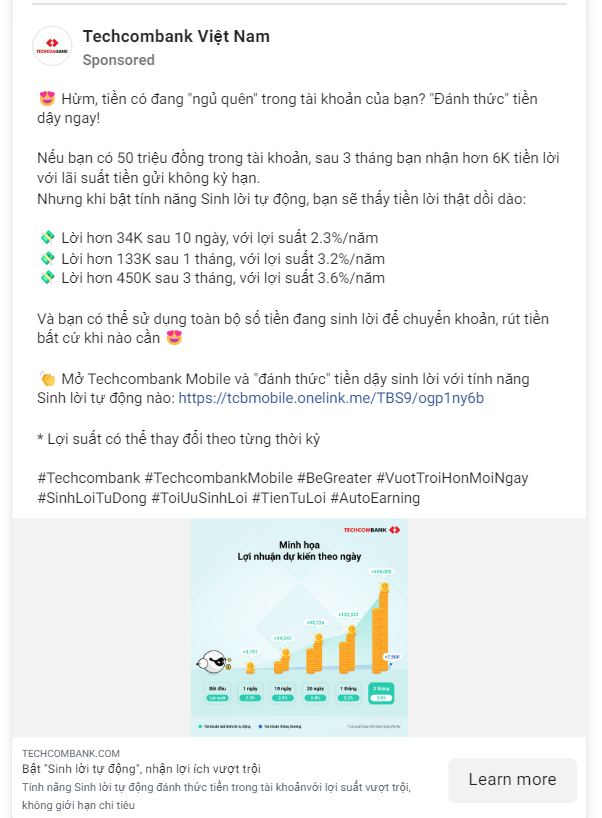 TECHCOMBANK
Techcombank Việt Nam
Sponsored
😍 Hừm, tiền có đang "ngủ quên" trong tài khoản của bạn? "Đánh thức" tiền
dậy ngay!
Nếu bạn có 50 triệu đồng trong tài khoản, sau 3 tháng bạn nhận hơn 6K tiền lời
với lãi suất tiền gửi không kỳ hạn.
Nhưng khi bật tính năng Sinh lời tự động, bạn sẽ thấy tiền lời thật dồi dào:
💸 Lời hơn 34K sau 10 ngày, với lợi suất 2.3%/năm
💸 Lời hơn 133K sau 1 tháng, với lợi suất 3.2%/năm
💸 Lời hơn 450K sau 3 tháng, với lợi suất 3.6%/năm
Và bạn có thể sử dụng toàn bộ số tiền đang sinh lời để chuyển khoản, rút tiền
bất cứ khi nào cần 😍
👏 Mở Techcombank Mobile và "đánh thức" tiền dậy sinh lời với tính năng
Sinh lời tự động nào: https://tcbmobile.onelink.me/TBS9/ogp1ny6b
* Lợi suất có thể thay đổi theo từng thời kỳ
#Techcombank #TechcombankMobile #BeGreater #VuotTroiHonMoiNgay
#SinhLoiTuDong #ToiUuSinhLoi #TienTuLoi #AutoEarning
TECHCOMBANK
Minh họa
Lợi nhuận dự kiến theo ngày
+34,247
+7,500
Bắt đầu 1 ngày 10 ngày 20 ngày 1 tháng 3 tháng
Lợi suất
TECHCOMBANK.COM
Bật "Sinh lời tự động", nhận lợi ích vượt trội
Tính năng Sinh lời tự động đánh thức tiền trong tài khoảnvới lợi suất vượt trội,
không giới hạn chi tiêu
Learn more